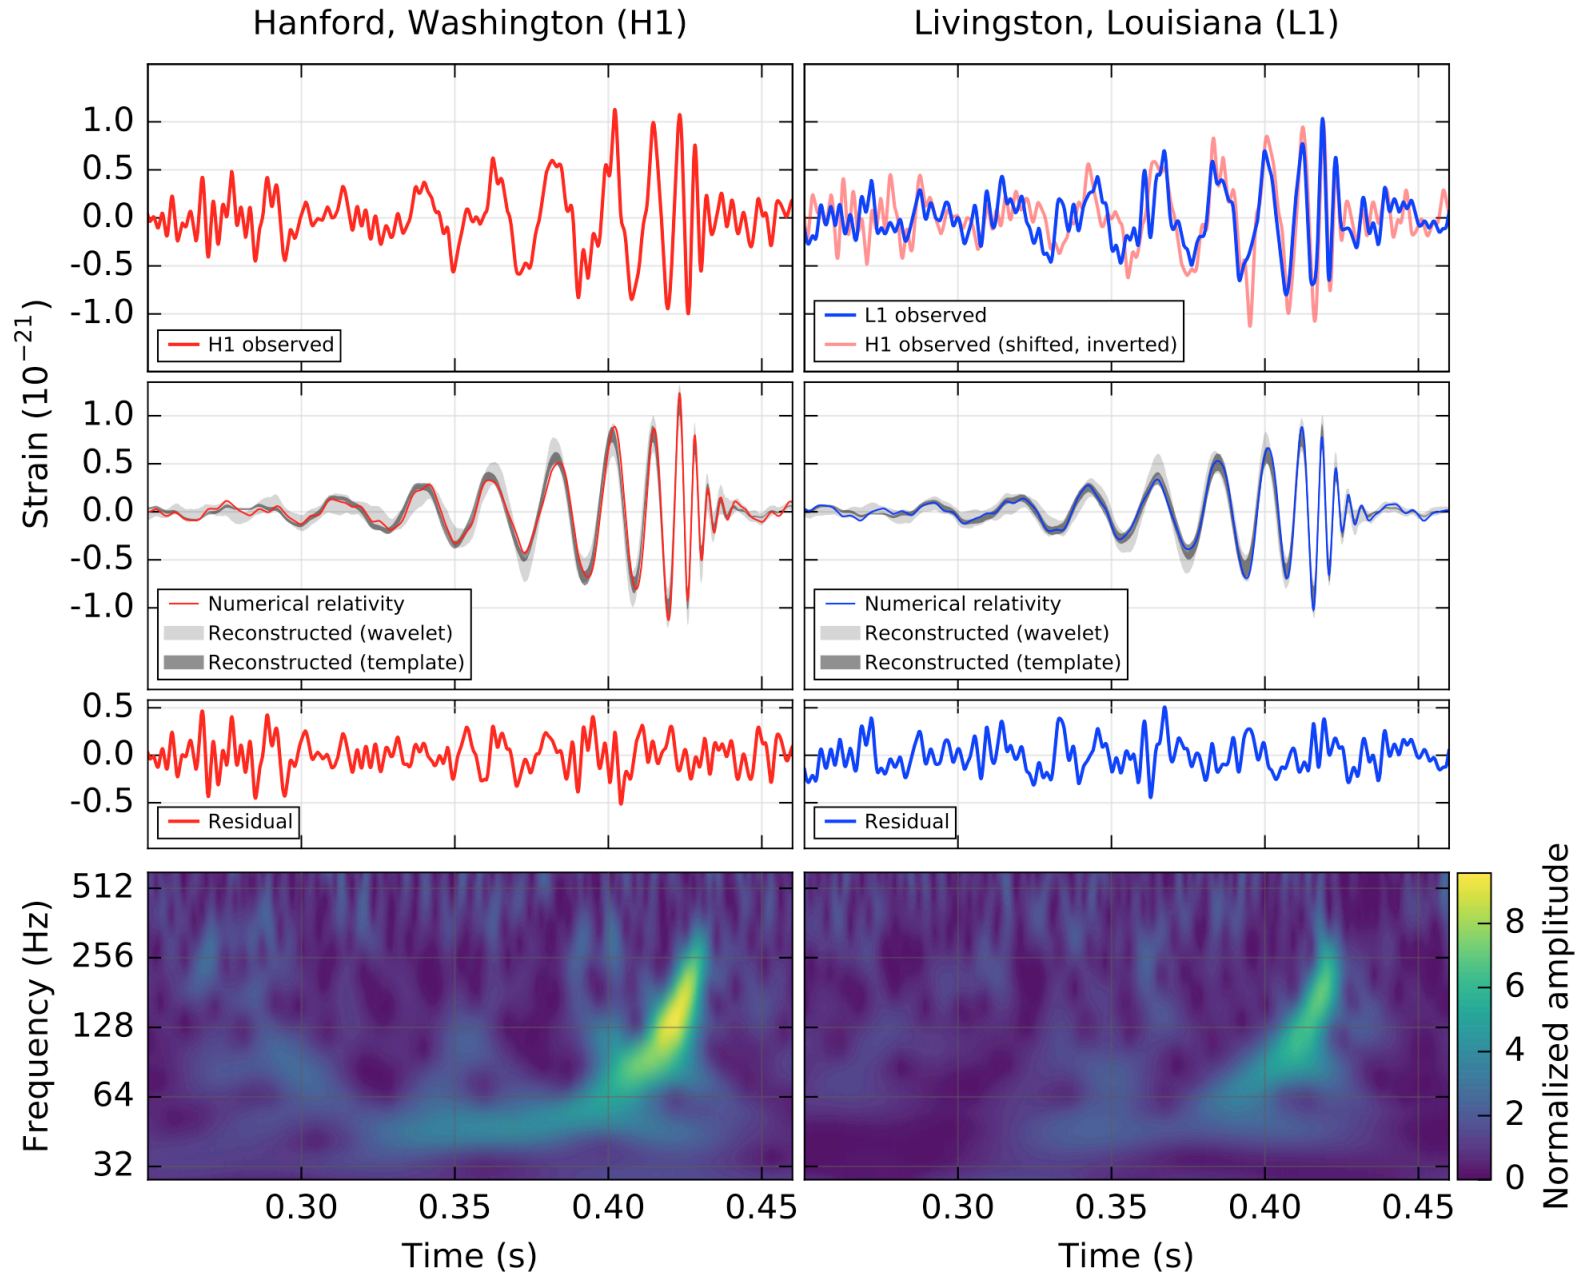 Hanford, Washington (H1)
Livingston, Louisiana (L1)
Strain (10⁻²¹)
1.0
0.5
0.0
-0.5
-1.0
H1 observed
L1 observed
H1 observed (shifted, inverted)
1.0
0.5
0.0
-0.5
-1.0
Numerical relativity
Reconstructed (wavelet)
Reconstructed (template)
Numerical relativity
Reconstructed (wavelet)
Reconstructed (template)
0.5
0.0
-0.5
Residual
Residual
Frequency (Hz)
512
256
128
64
32
0.30 0.35 0.40 0.45
Time (s)
0.30 0.35 0.40 0.45
Time (s)
8
6
4
2
0
Normalized amplitude